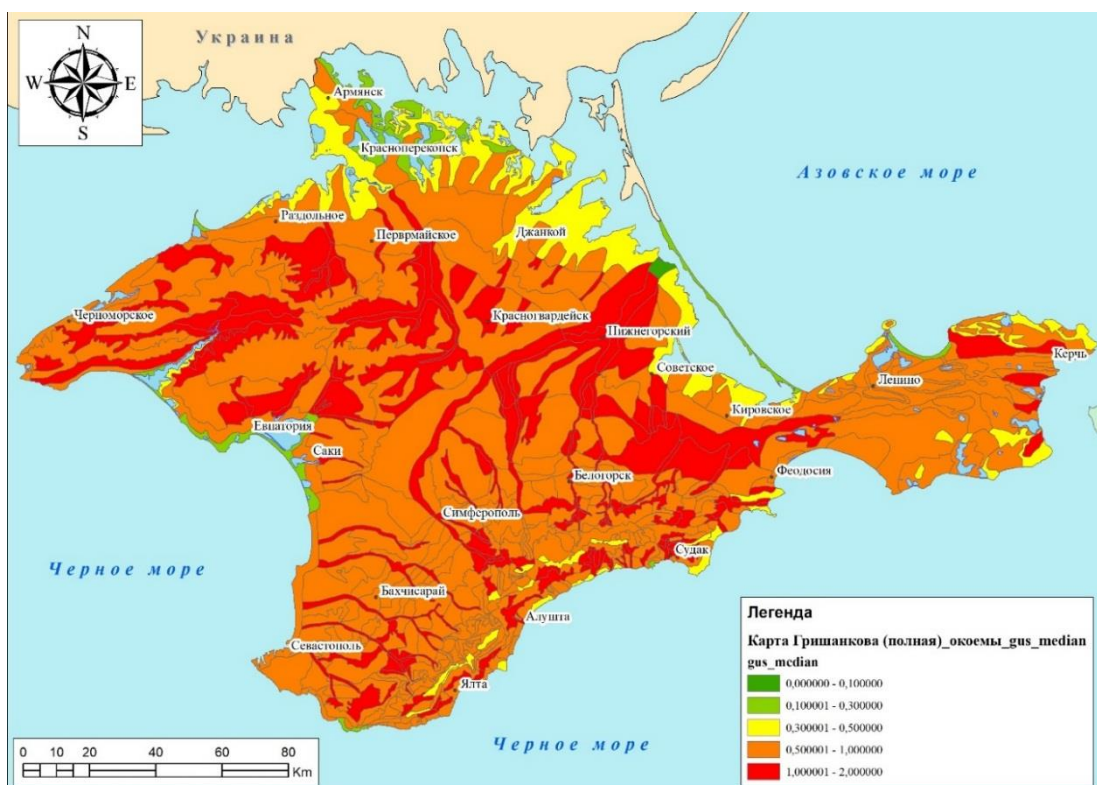 N
W E
S
Украина
Армянск
Красноперекопск
Азовское море
Раздольное
Перврмайское
Джанкой
Черноморское
Красногвардейск
Пижнегорский
Керчь
Советское
Ленино
Кировское
Евпатория
Саки
Белогорск
Феодосия
Симферополь
Судак
Черное море
Бахчисарай
Алушта
Севастополь
Ялта
Черное море
Легенда
Карта Гришанкова (полная)_окоемы_gus_median
gus_median
0,000000 - 0,100000
0,100001 - 0,300000
0,300001 - 0,500000
0,500001 - 1,000000
1,000001 - 2,000000
0 10 20 40 60 80
Km